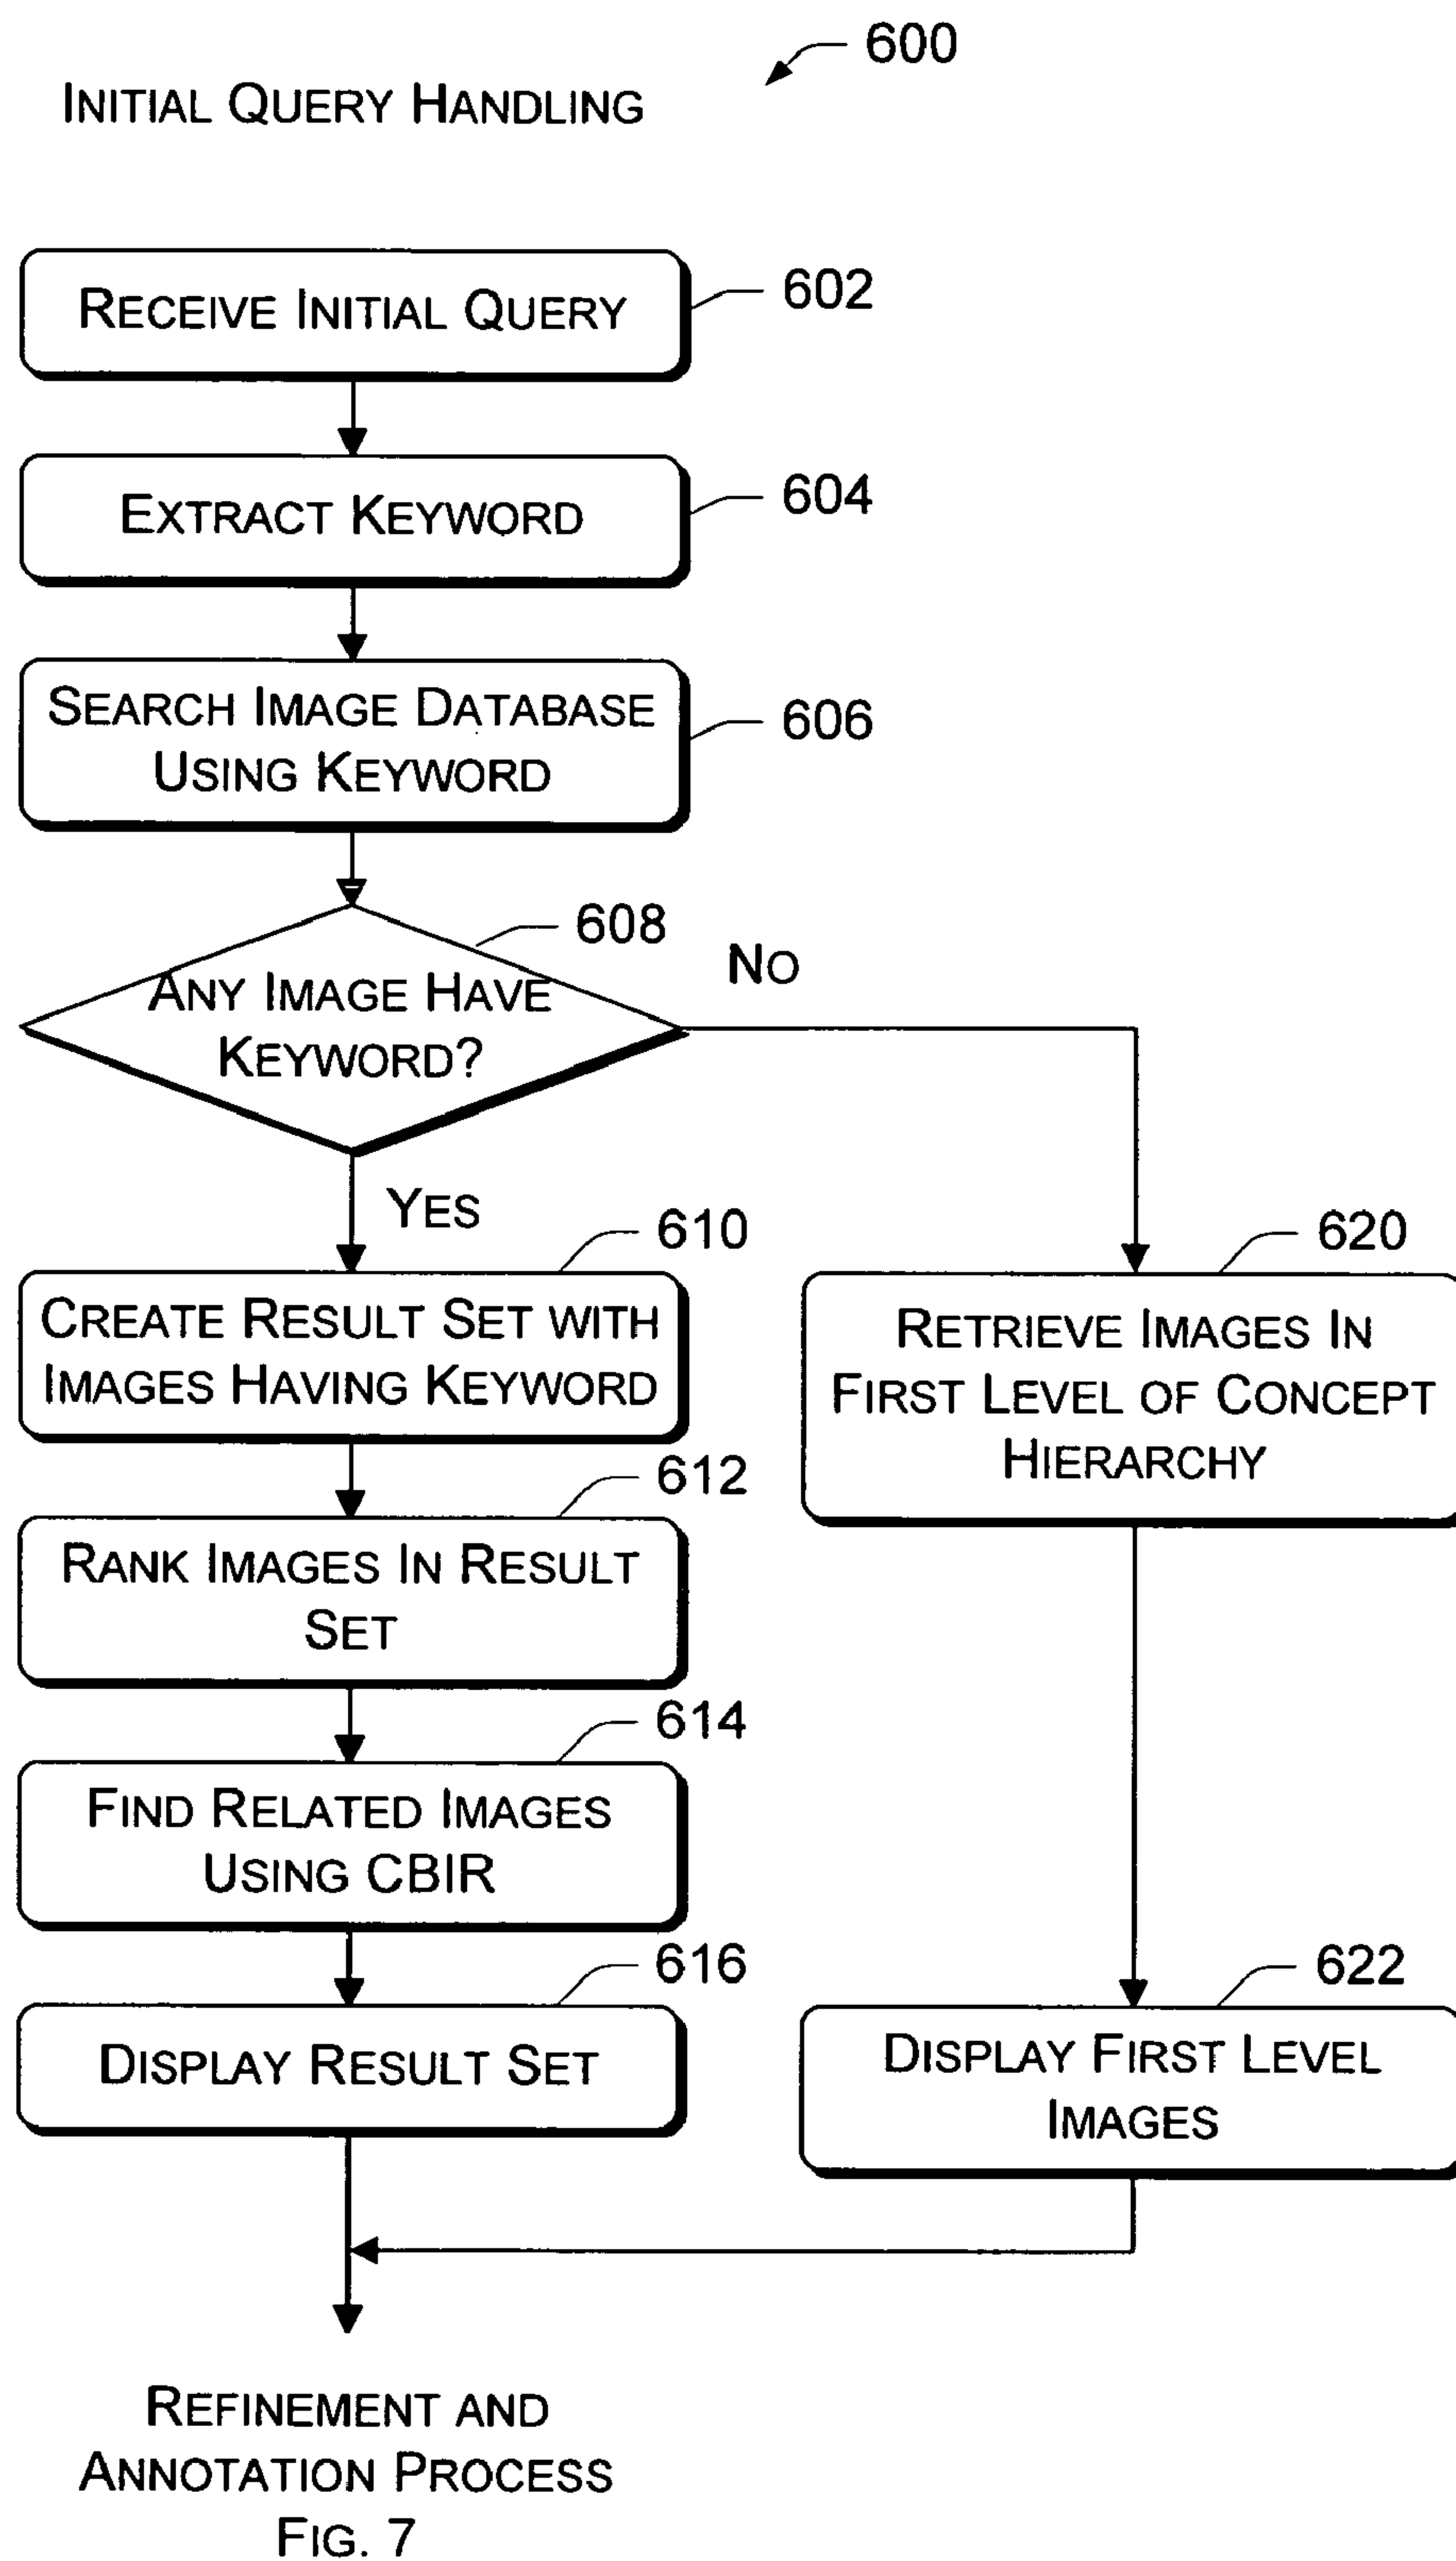 600
INITIAL QUERY HANDLING
RECEIVE INITIAL QUERY
602
EXTRACT KEYWORD
604
SEARCH IMAGE DATABASE
USING KEYWORD
606
608
ANY IMAGE HAVE
KEYWORD?
NO
YES
610
CREATE RESULT SET WITH
IMAGES HAVING KEYWORD
620
RETRIEVE IMAGES IN
FIRST LEVEL OF CONCEPT
HIERARCHY
612
RANK IMAGES IN RESULT
SET
614
FIND RELATED IMAGES
USING CBIR
616
DISPLAY RESULT SET
622
DISPLAY FIRST LEVEL
IMAGES
REFINEMENT AND
ANNOTATION PROCESS
FIG. 7